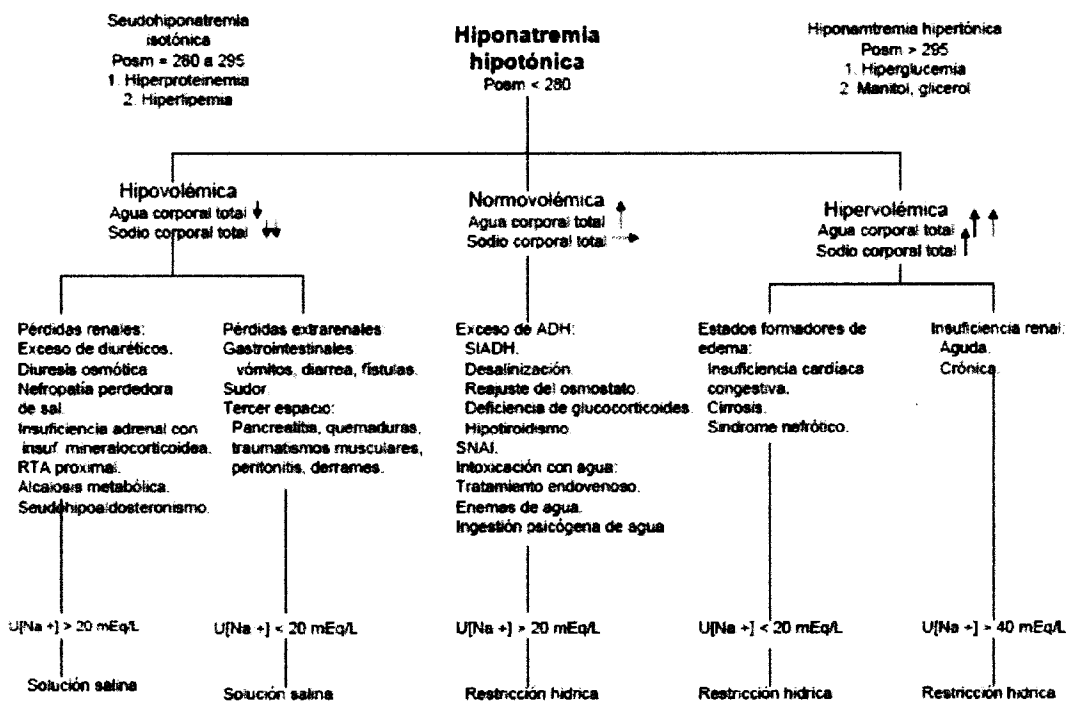 Seudohiponatremia
isotónica
Posm = 280 a 295
1. Hiperproteinemia
2. Hiperlipemia
Hiponatremia
hipotónica
Posm < 280
Hiponamtremia hipertónica
Posm > 295
1. Hiperglucemia
2. Manitol, glicerol
Hipovolémica
Agua corporal total
Sodio corporal total
Normovolémica
Agua corporal total
Sodio corporal total
Hipervolémica
Agua corporal total
Sodio corporal total
Pérdidas renales:
Exceso de diuréticos.
Diuresis osmótica
Nefropatía perdedora
de sal.
Insuficiencia adrenal con
insuf. mineralocorticoidea.
RTA proximal.
Alcalosis metabólica.
Seudohipoaldosteronismo.
Pérdidas extrarenales:
Gastrointestinales:
vómitos, diarrea, fístulas.
Sudor.
Tercer espacio:
Pancreatitis, quemaduras,
traumatismos musculares,
peritonitis, derrames.
Exceso de ADH:
SIADH.
Desalinización.
Reajuste del osmostato.
Deficiencia de glucocorticoides.
Hipotiroidismo.
SNAI.
Intoxicación con agua:
Tratamiento endovenoso.
Enemas de agua.
Ingestión psicógena de agua
Estados formadores de
edema:
Insuficiencia cardíaca
congestiva.
Cirrosis.
Síndrome nefrótico.
Insuficiencia renal:
Aguda.
Crónica.
U[Na +] > 20 mEq/L
U[Na +] < 20 mEq/L
U[Na +] > 20 mEq/L
U[Na +] < 20 mEq/L
U[Na +] > 40 mEq/L
Solución salina
Solución salina
Restricción hídrica
Restricción hídrica
Restricción hídrica